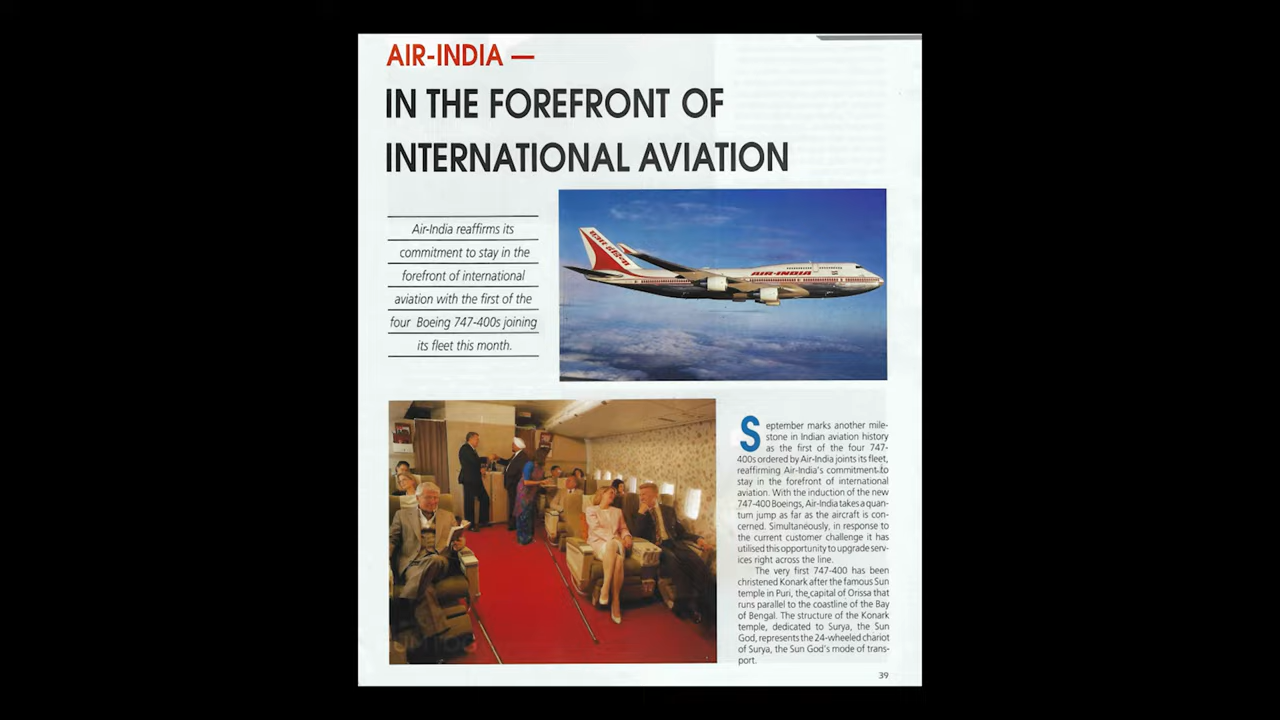 AIR-INDIA —
IN THE FOREFRONT OF
INTERNATIONAL AVIATION
Air-India reaffirms its
commitment to stay in the
forefront of international
aviation with the first of the
four Boeing 747-400s joining
its fleet this month.
AIR-INDIA
September marks another mile-
stone in Indian aviation history
as the first of the four 747-
400s ordered by Air-India joints its fleet,
reaffirming Air-India's commitment to
stay in the forefront of international
aviation. With the induction of the new
747-400 Boeings, Air-India takes a quan-
tum jump as far as the aircraft is con-
cerned. Simultaneously, in response to
the current customer challenge it has
utilised this opportunity to upgrade serv-
ices right across the line.
The very first 747-400 has been
christened Konark after the famous Sun
temple in Puri, the capital of Orissa that
runs parallel to the coastline of the Bay
of Bengal. The structure of the Konark
temple, dedicated to Surya, the Sun
God, represents the 24-wheeled chariot
of Surya, the Sun God's mode of trans-
port.
39